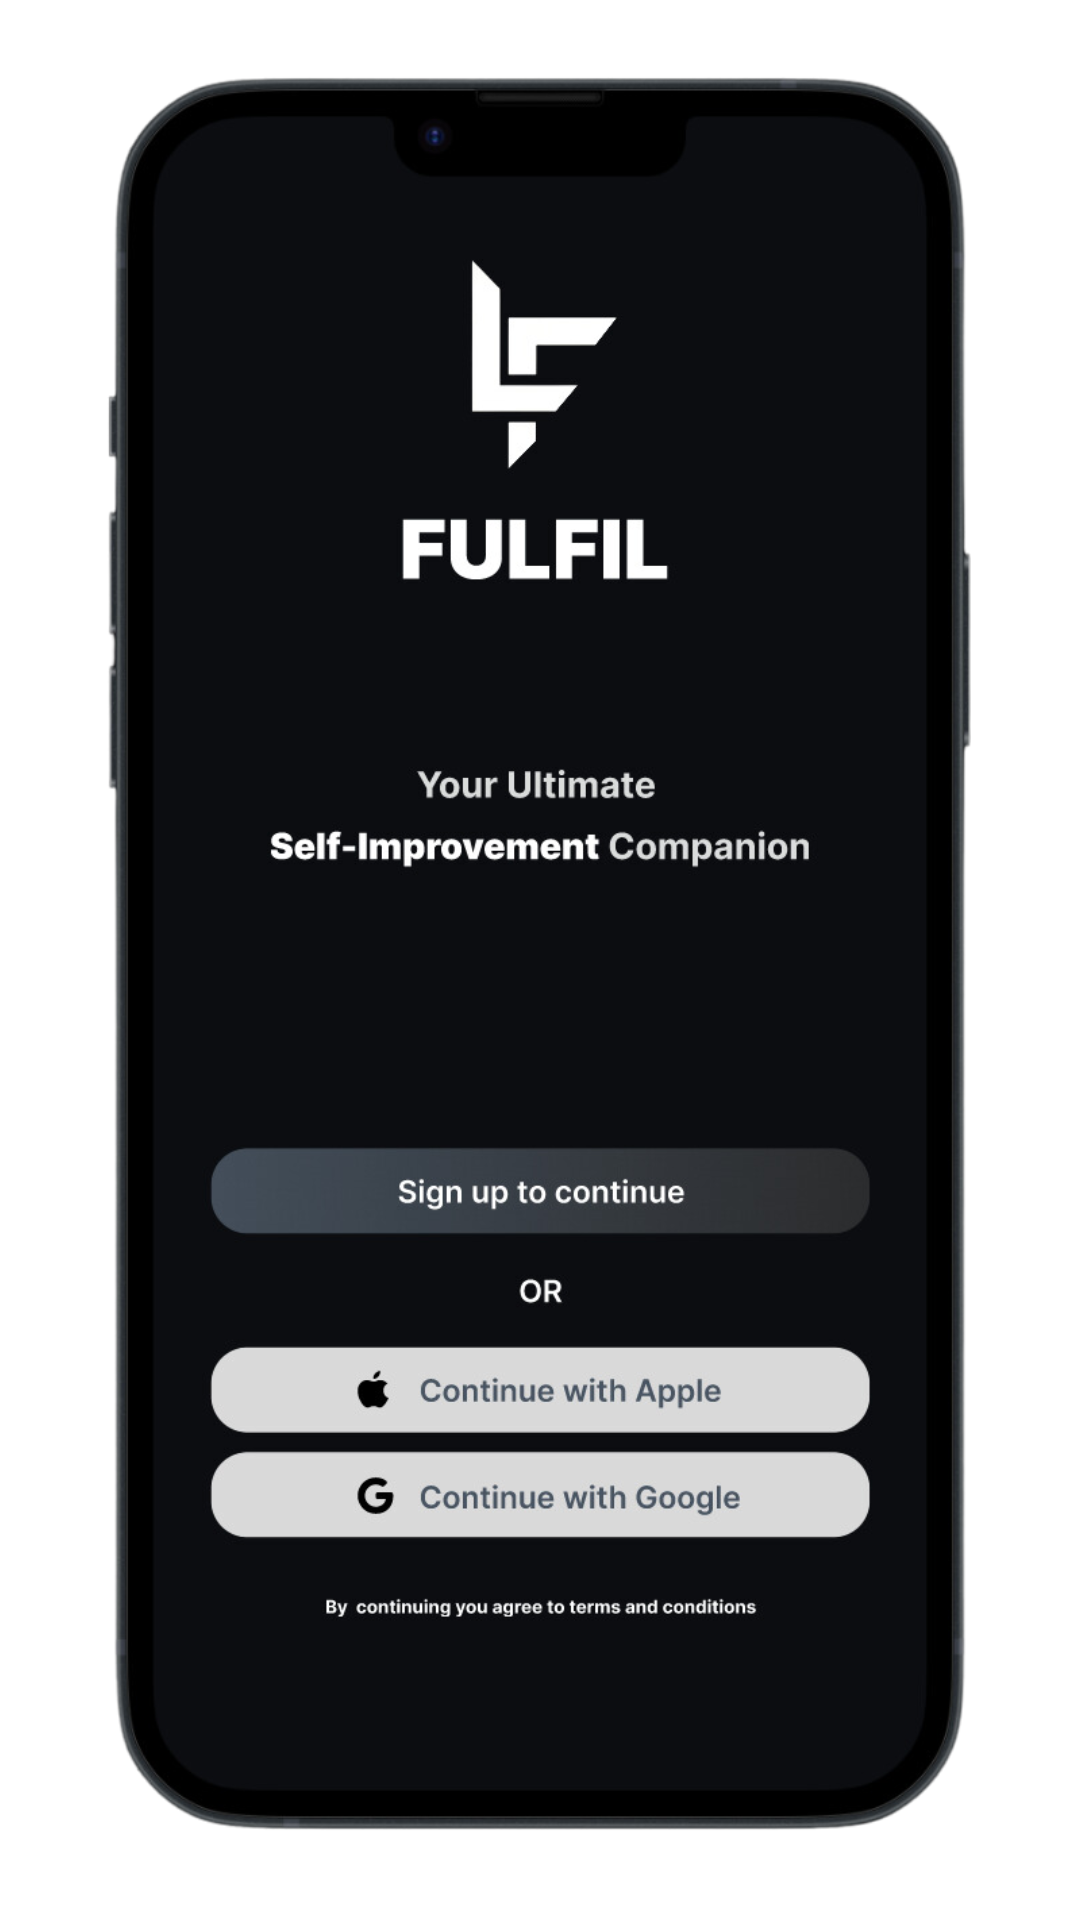 FULFIL
Your Ultimate
Self-Improvement Companion
Sign up to continue
OR
Continue with Apple
Continue with Google
By continuing you agree to terms and conditions